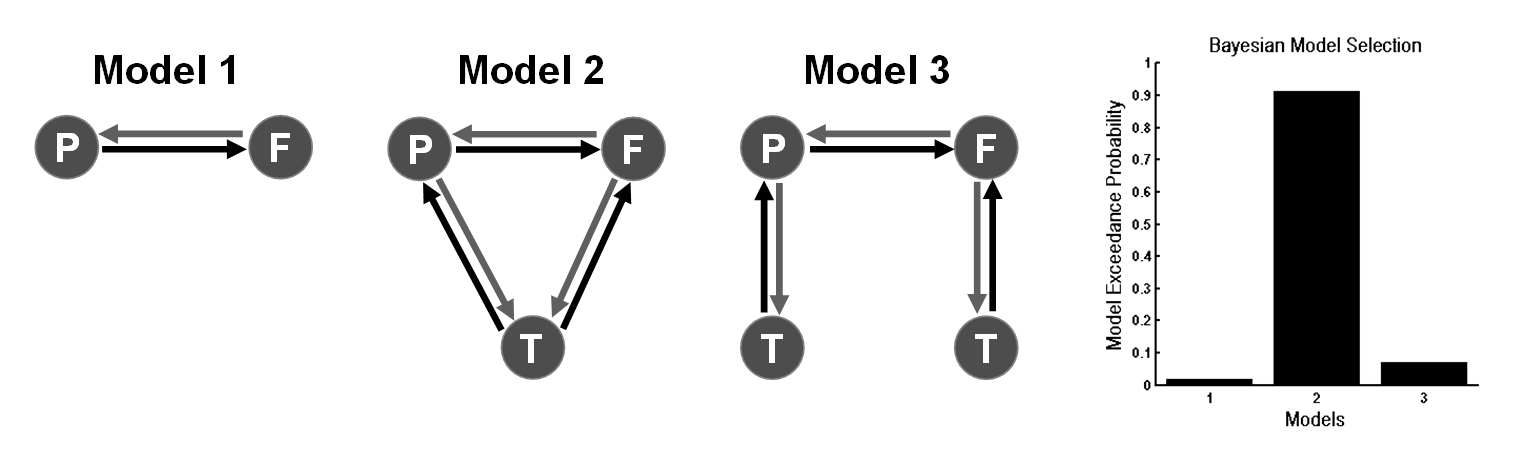 Model 1
P
F
Model 2
P
F
T
Model 3
P
F
T
T
Bayesian Model Selection
Model Exceedance Probability
1
0.9
0.8
0.7
0.6
0.5
0.4
0.3
0.2
0.1
0
1
2
3
Models